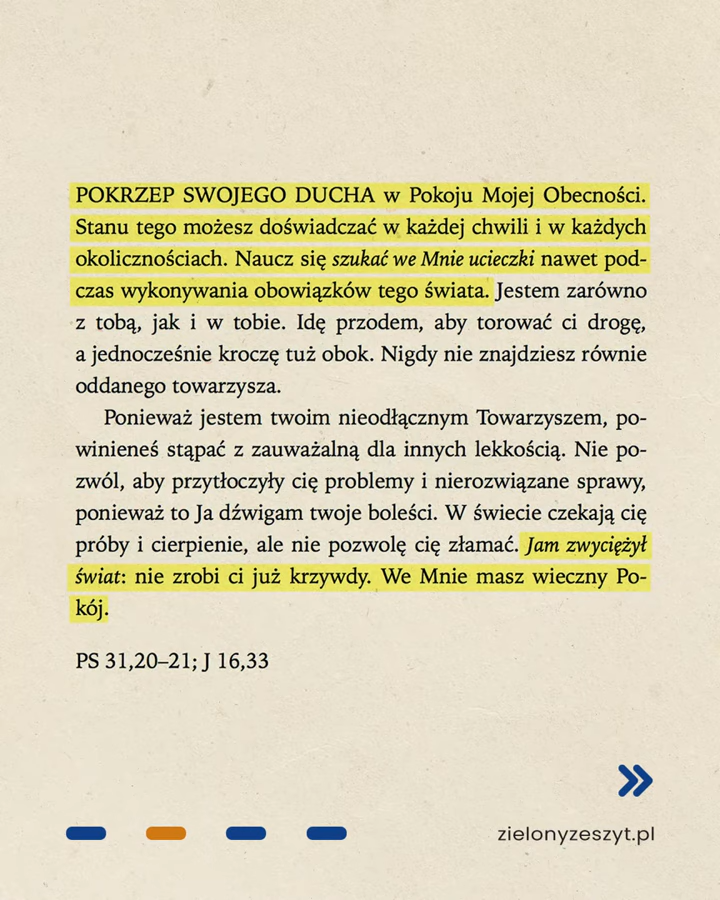 POKRZEP SWOJEGO DUCHA w Pokoju Mojej Obecności.
Stanu tego możesz doświadczać w każdej chwili i w każdych
okolicznościach. Naucz się szukać we Mnie ucieczki nawet pod-
czas wykonywania obowiązków tego świata. Jestem zarówno
z tobą, jak i w tobie. Idę przodem, aby torować ci drogę,
a jednocześnie kroczę tuż obok. Nigdy nie znajdziesz równie
oddanego towarzysza.
Ponieważ jestem twoim nieodłącznym Towarzyszem, po-
winieneś stąpać z zauważalną dla innych lekkością. Nie po-
zwól, aby przytłoczyły cię problemy i nierozwiązane sprawy,
ponieważ to Ja dźwigam twoje boleści. W świecie czekają cię
próby i cierpienie, ale nie pozwolę cię złamać. Jam zwyciężył
świat: nie zrobi ci już krzywdy. We Mnie masz wieczny Po-
kój.
PS 31,20–21; J 16,33
zielonyzeszyt.pl